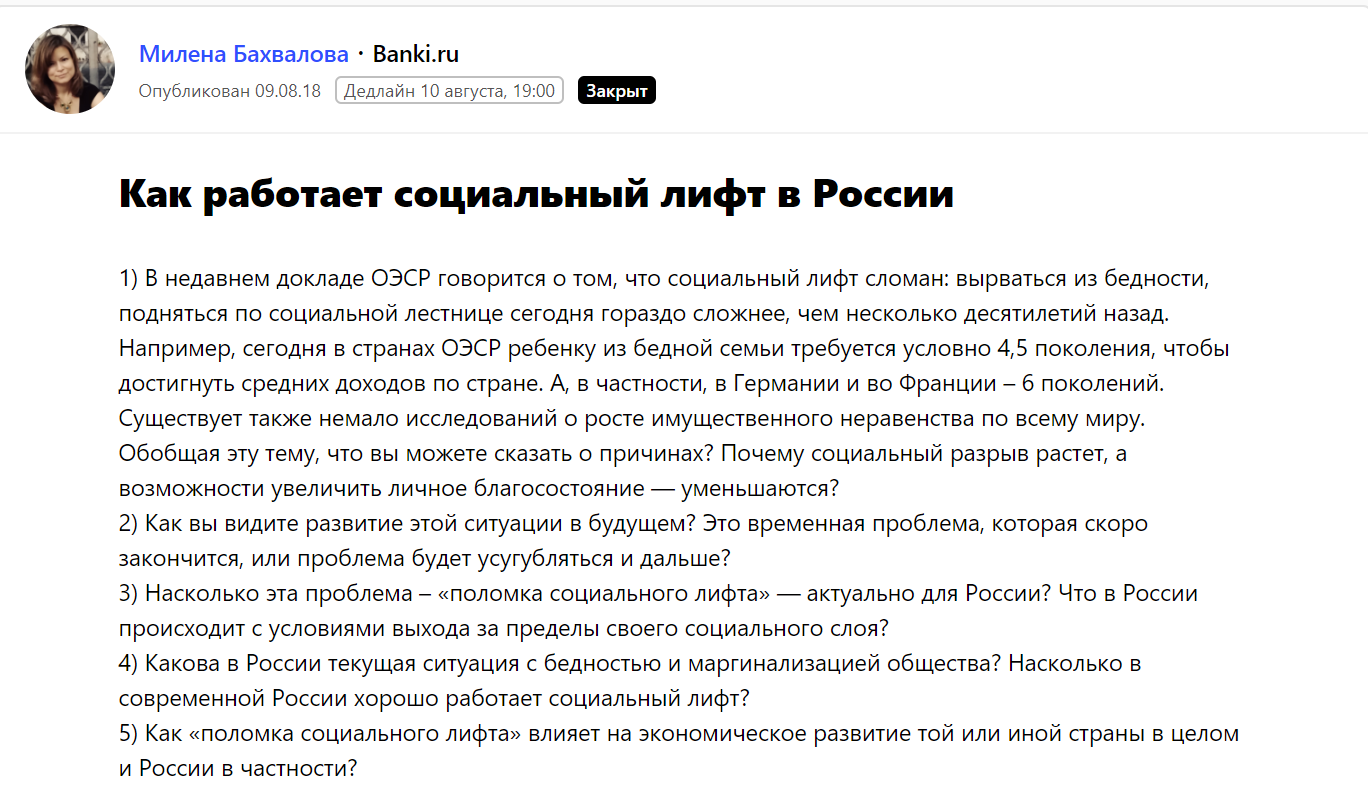 Милена Бахвалова · Banki.ru
Опубликован 09.08.18 Дедлайн 10 августа, 19:00 Закрыт
Как работает социальный лифт в России
1) В недавнем докладе ОЭСР говорится о том, что социальный лифт сломан: вырваться из бедности,
подняться по социальной лестнице сегодня гораздо сложнее, чем несколько десятилетий назад.
Например, сегодня в странах ОЭСР ребенку из бедной семьи требуется условно 4,5 поколения, чтобы
достигнуть средних доходов по стране. А, в частности, в Германии и во Франции – 6 поколений.
Существует также немало исследований о росте имущественного неравенства по всему миру.
Обобщая эту тему, что вы можете сказать о причинах? Почему социальный разрыв растет, а
возможности увеличить личное благосостояние — уменьшаются?
2) Как вы видите развитие этой ситуации в будущем? Это временная проблема, которая скоро
закончится, или проблема будет усугубляться и дальше?
3) Насколько эта проблема – «поломка социального лифта» — актуально для России? Что в России
происходит с условиями выхода за пределы своего социального слоя?
4) Какова в России текущая ситуация с бедностью и маргинализацией общества? Насколько в
современной России хорошо работает социальный лифт?
5) Как «поломка социального лифта» влияет на экономическое развитие той или иной страны в целом
и России в частности?